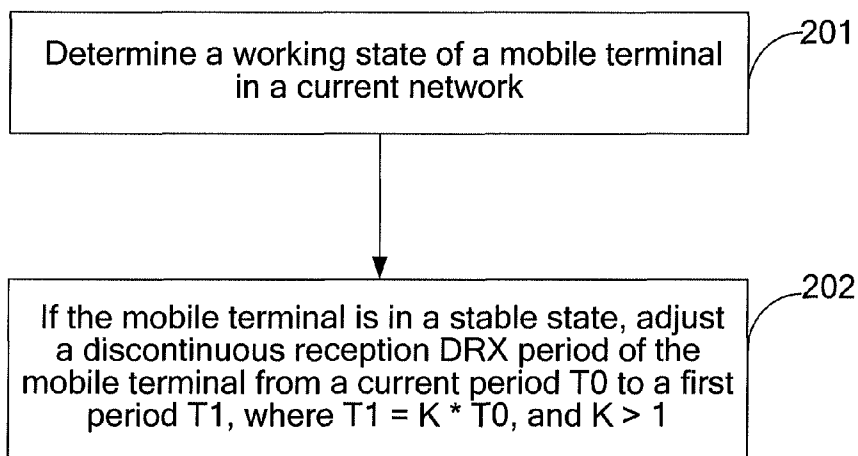 Determine a working state of a mobile terminal
in a current network
201
If the mobile terminal is in a stable state, adjust
a discontinuous reception DRX period of the
mobile terminal from a current period T0 to a first
period T1, where T1 = K * T0, and K > 1
202